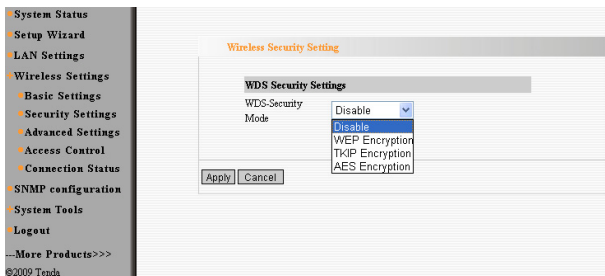 System Status
Setup Wizard
LAN Settings
Wireless Settings
Basic Settings
Security Settings
Advanced Settings
Access Control
Connection Status
SNMP configuration
System Tools
Logout
---More Products>>>
©2009 Tenda
Wireless Security Setting
WDS Security Settings
WDS-Security
Mode
Disable
Disable
WEP Encryption
TKIP Encryption
AES Encryption
Apply Cancel